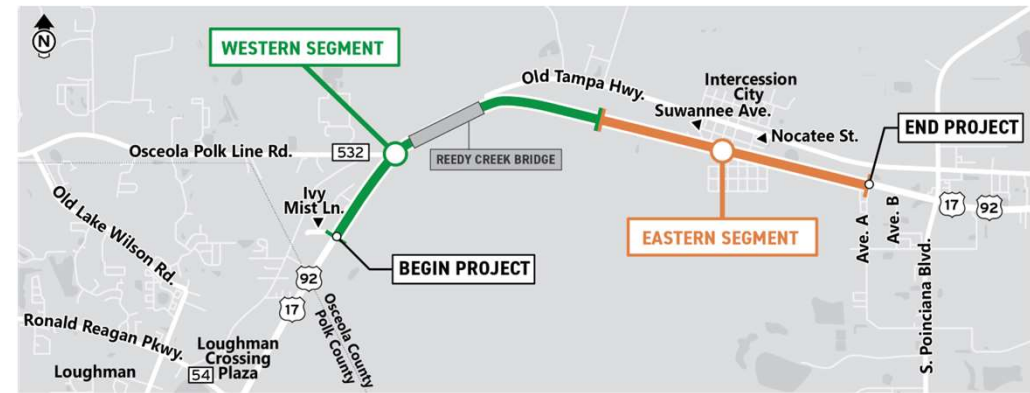 N
WESTERN SEGMENT
Old Tampa Hwy.
Intercession
City
Suwannee Ave.
Nocatee St.
END PROJECT
Osceola Polk Line Rd.
532
REEDY CREEK BRIDGE
Ivy
Mist Ln.
Old Lake Wilson Rd.
BEGIN PROJECT
EASTERN SEGMENT
Ave. A
Ave. B
17
92
S. Poinciana Blvd.
92
17
Osceola County
Polk County
Ronald Reagan Pkwy.
Loughman
Crossing
Plaza
Loughman
54